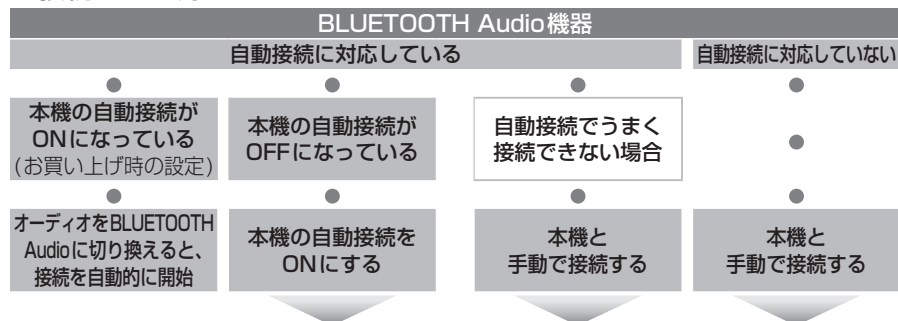 BLUETOOTH Audio機器
自動接続に対応している
自動接続に対応していない
本機の自動接続が
ONになっている
(お買い上げ時の設定)
本機の自動接続が
OFFになっている
自動接続でうまく
接続できない場合
オーディオをBLUETOOTH
Audioに切り換えると、
接続を自動的に開始
本機の自動接続を
ONにする
本機と
手動で接続する
本機と
手動で接続する